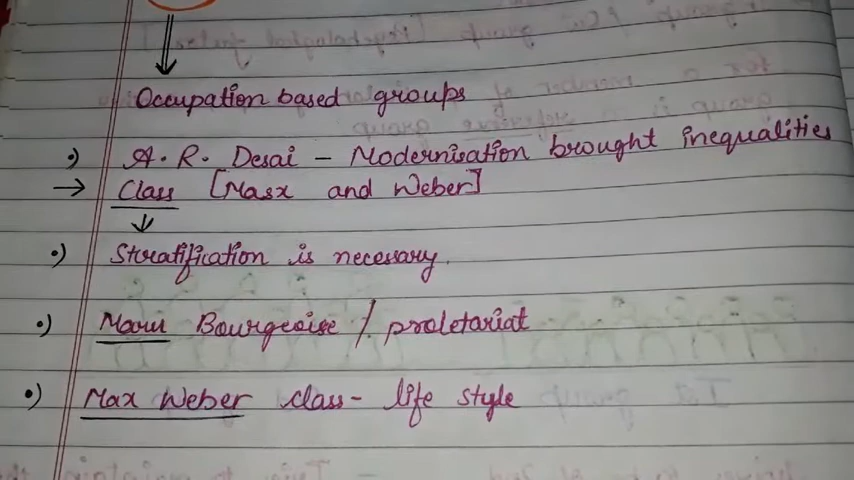 Occupation based groups
•) A. R. Desai – Modernisation brought inequalities
→ Class [Marx and Weber]
•) Stratification is necessary.
•) Bourgeoise / proletariat
•) Max Weber class – life style